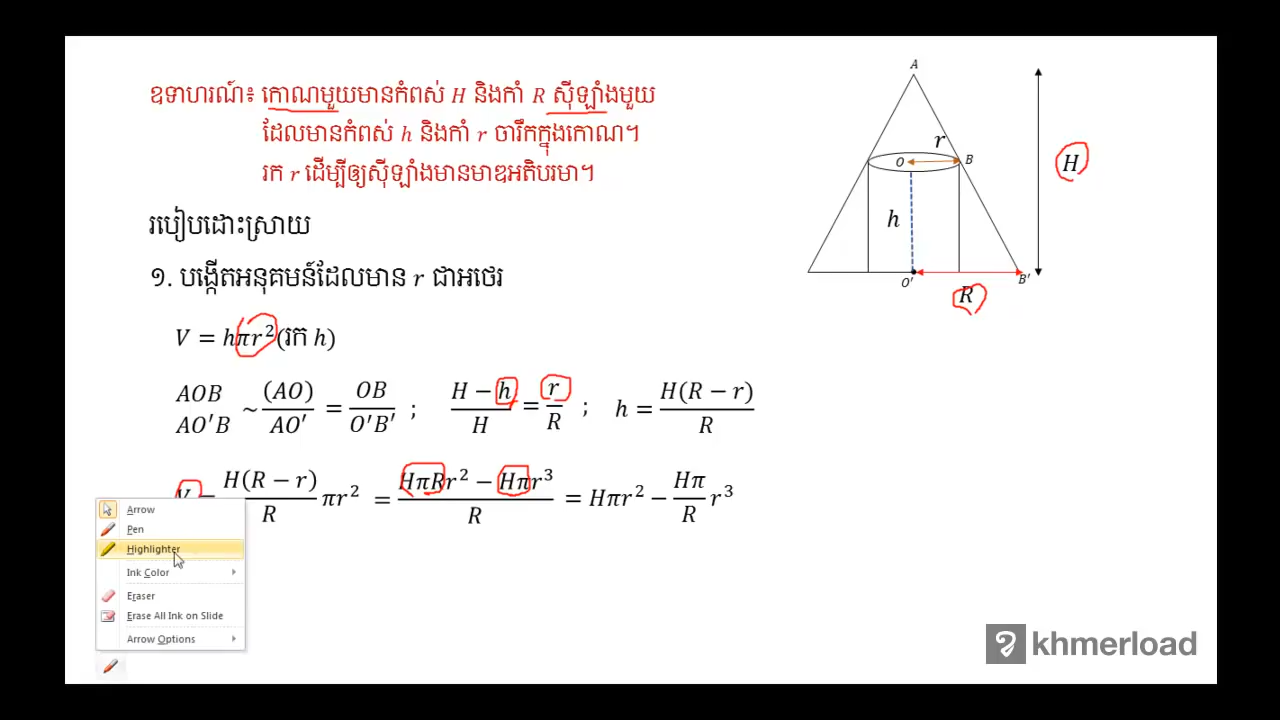 ឧទាហរណ៍៖ កោណមួយមានកំពស់ H និងកាំ R ស៊ីឡាំងមួយ
ដែលមានកំពស់ h និងកាំ r ចារឹកក្នុងកោណ។
រក r ដើម្បីឲ្យស៊ីឡាំងមានមាឌអតិបរមា។
របៀបដោះស្រាយ
១. បង្កើតអនុគមន៍ដែលមាន r ជាអថេរ
V = hπr² (រក h)
AOB / AO'B ~ (AO)/AO' = OB/O'B' ; (H − h)/H = r/R ; h = H(R − r)/R
V = H(R − r)/R πr² = (HπRr² − Hπr³)/R = Hπr² − Hπ/R r³
A
r
O
B
H
h
O'
B'
R
Arrow
Pen
Highlighter
Ink Color
Eraser
Erase All Ink on Slide
Arrow Options
khmerload